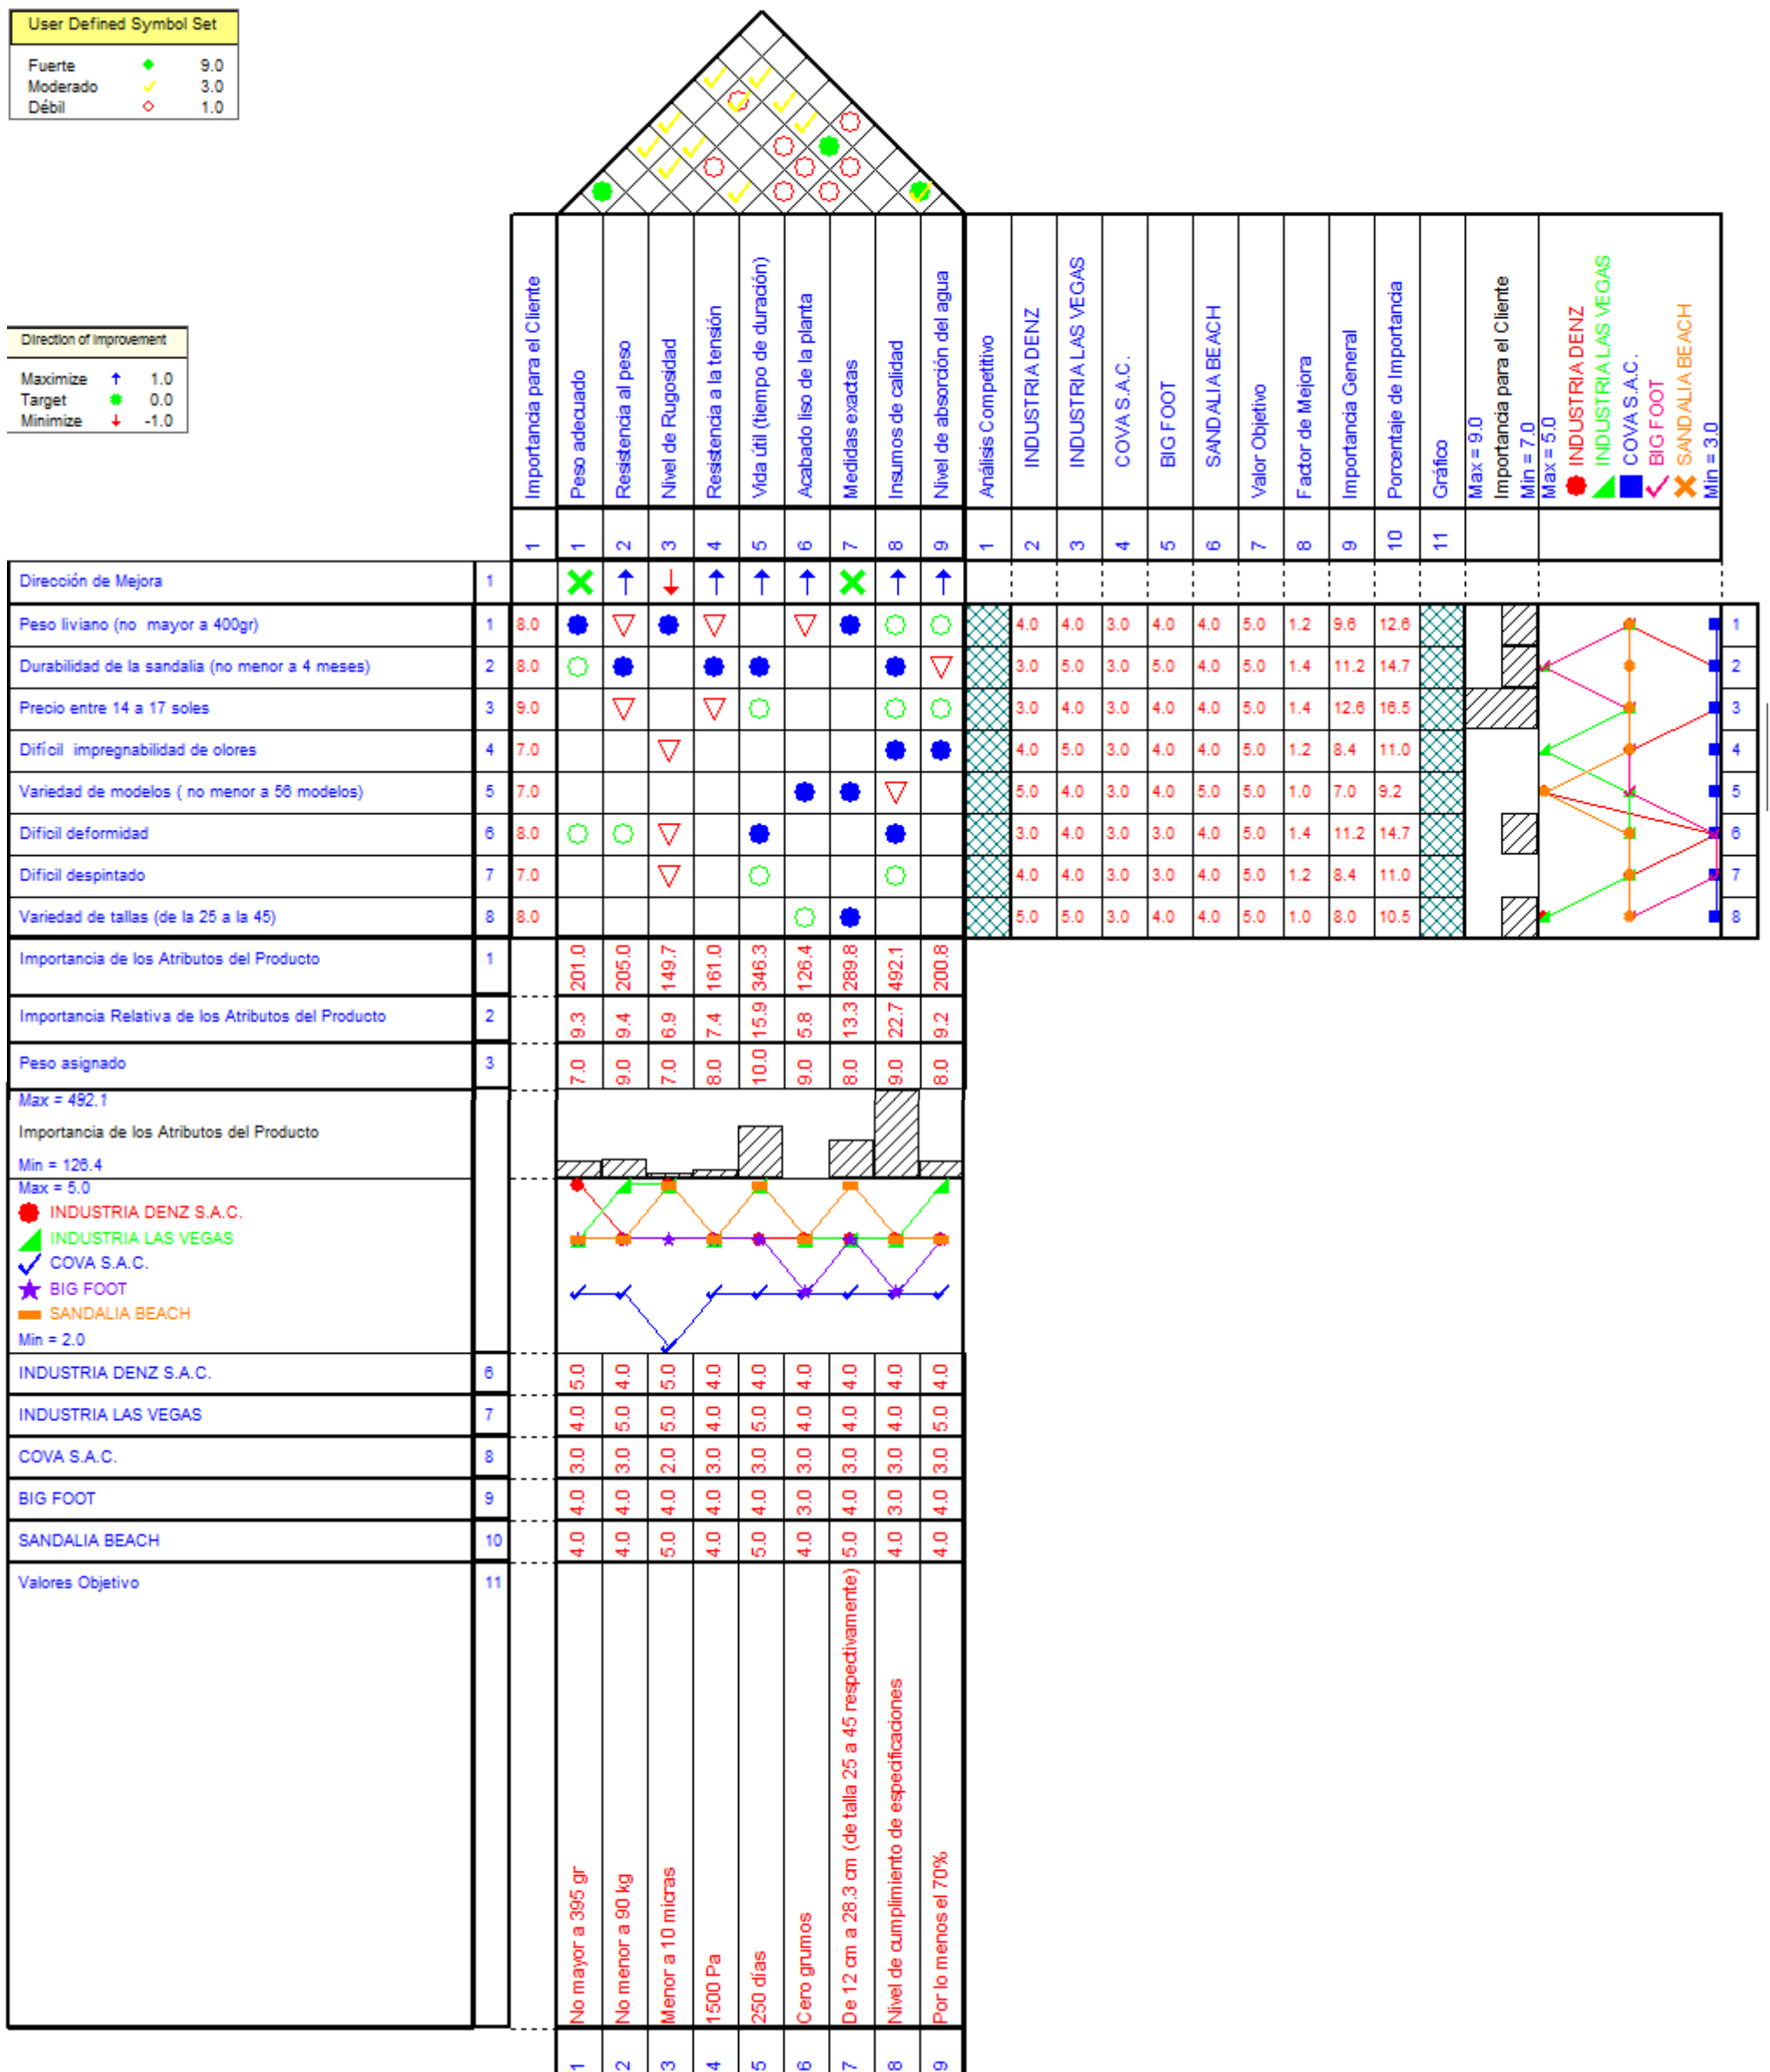 User Defined Symbol Set
Fuerte 9.0
Moderado 3.0
Débil 1.0
Direction of Improvement
Maximize 1.0
Target 0.0
Minimize -1.0
Importancia para el Cliente
Peso adecuado
Resistencia al peso
Nivel de Rugosidad
Resistencia a la tensión
Vida útil (tiempo de duración)
Acabado liso de la planta
Medidas exactas
Insumos de calidad
Nivel de absorción del agua
Análisis Competitivo
INDUSTRIA DENZ
INDUSTRIA LAS VEGAS
COVA S.A.C.
BIG FOOT
SANDALIA BEACH
Valor Objetivo
Factor de Mejora
Importancia General
Porcentaje de Importancia
Gráfico
Max = 9.0
Importancia para el Cliente
Min = 7.0
Max = 5.0
INDUSTRIA DENZ
INDUSTRIA LAS VEGAS
COVA S.A.C.
BIG FOOT
SANDALIA BEACH
Min = 3.0
1 1 2 3 4 5 6 7 8 9 1 2 3 4 5 6 7 8 9 10 11
Dirección de Mejora 1
Peso liviano (no mayor a 400gr) 1 8.0 4.0 4.0 3.0 4.0 4.0 5.0 1.2 9.6 12.6 1
Durabilidad de la sandalia (no menor a 4 meses) 2 8.0 3.0 5.0 3.0 5.0 4.0 5.0 1.4 11.2 14.7 2
Precio entre 14 a 17 soles 3 9.0 3.0 4.0 3.0 4.0 4.0 5.0 1.4 12.6 16.5 3
Difícil impregnabilidad de olores 4 7.0 4.0 5.0 3.0 4.0 4.0 5.0 1.2 8.4 11.0 4
Variedad de modelos ( no menor a 56 modelos) 5 7.0 5.0 4.0 3.0 4.0 5.0 5.0 1.0 7.0 9.2 5
Dificil deformidad 6 8.0 3.0 4.0 3.0 3.0 4.0 5.0 1.4 11.2 14.7 6
Dificil despintado 7 7.0 4.0 4.0 3.0 3.0 4.0 5.0 1.2 8.4 11.0 7
Variedad de tallas (de la 25 a la 45) 8 8.0 5.0 5.0 3.0 4.0 4.0 5.0 1.0 8.0 10.5 8
Importancia de los Atributos del Producto 1 201.0 205.0 149.7 161.0 346.3 126.4 289.8 492.1 200.8
Importancia Relativa de los Atributos del Producto 2 9.3 9.4 6.9 7.4 15.9 5.8 13.3 22.7 9.2
Peso asignado 3 7.0 9.0 7.0 8.0 10.0 9.0 8.0 9.0 8.0
Max = 492.1
Importancia de los Atributos del Producto
Min = 126.4
Max = 5.0
INDUSTRIA DENZ S.A.C.
INDUSTRIA LAS VEGAS
COVA S.A.C.
BIG FOOT
SANDALIA BEACH
Min = 2.0
INDUSTRIA DENZ S.A.C. 6 5.0 4.0 5.0 4.0 4.0 4.0 4.0 4.0 4.0
INDUSTRIA LAS VEGAS 7 4.0 5.0 5.0 4.0 5.0 4.0 4.0 4.0 5.0
COVA S.A.C. 8 3.0 3.0 2.0 3.0 3.0 3.0 3.0 3.0 3.0
BIG FOOT 9 4.0 4.0 4.0 4.0 4.0 3.0 4.0 3.0 4.0
SANDALIA BEACH 10 4.0 4.0 5.0 4.0 5.0 4.0 5.0 4.0 4.0
Valores Objetivo 11
No mayor a 395 gr
No menor a 90 kg
Menor a 10 micras
1500 Pa
250 días
Cero grumos
De 12 cm a 28.3 cm (de talla 25 a 45 respectivamente)
Nivel de cumplimiento de especificaciones
Por lo menos el 70%
1 2 3 4 5 6 7 8 9